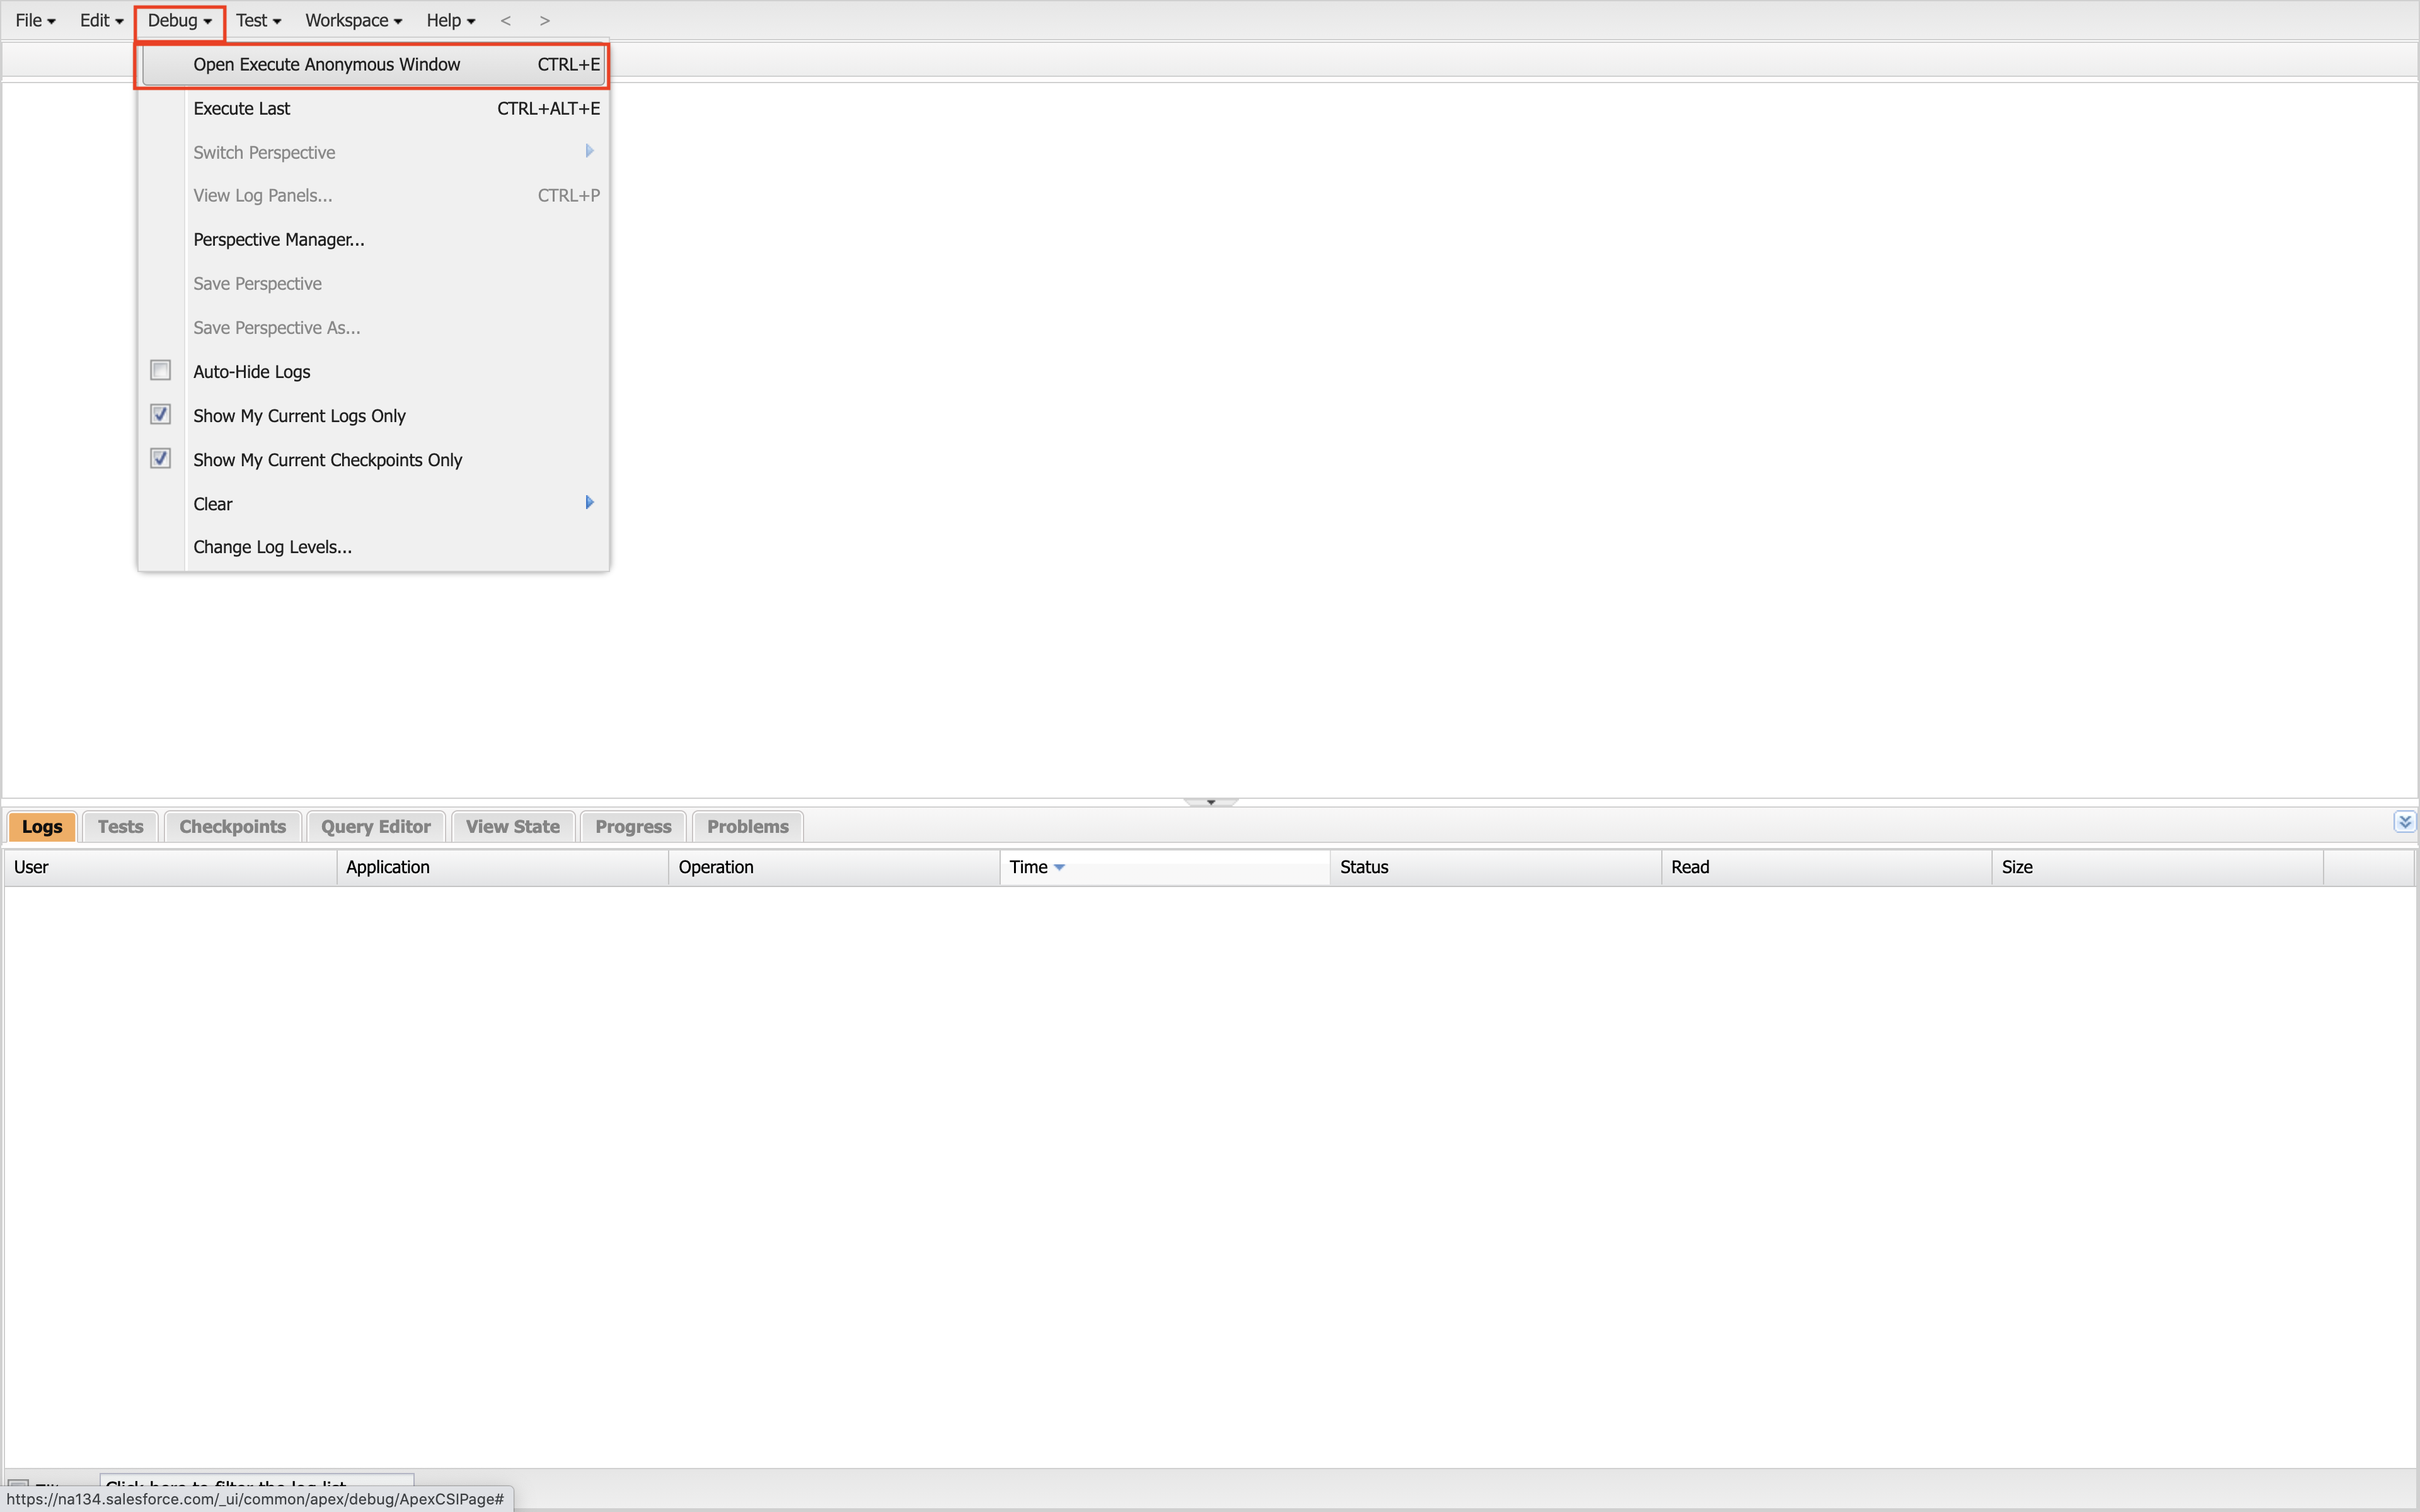 File Edit Debug Test Workspace Help < >
Open Execute Anonymous Window CTRL+E
Execute Last CTRL+ALT+E
Switch Perspective
View Log Panels... CTRL+P
Perspective Manager...
Save Perspective
Save Perspective As...
Auto-Hide Logs
Show My Current Logs Only
Show My Current Checkpoints Only
Clear
Change Log Levels...
Logs Tests Checkpoints Query Editor View State Progress Problems
User Application Operation Time Status Read Size
Click here to filter the log list
https://na134.salesforce.com/_ui/common/apex/debug/ApexCSIPage#